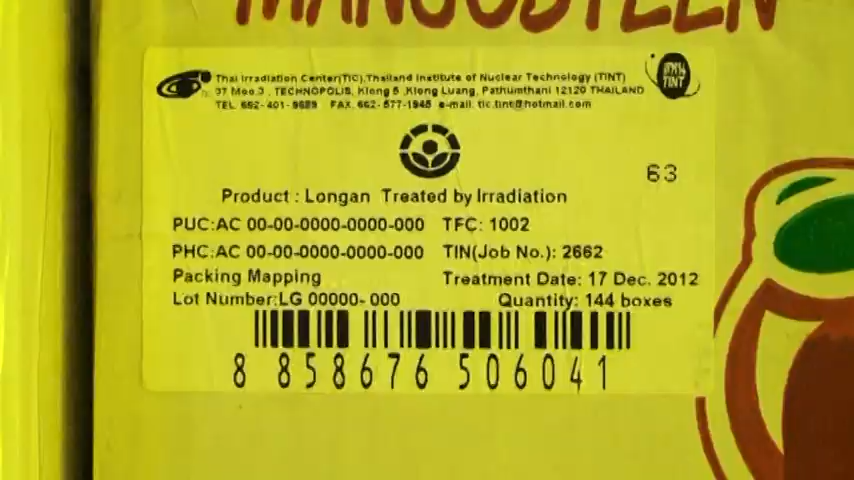 MANGOSTEEN
Thai Irradiation Center(TIC),Thailand Institute of Nuclear Technology (TINT)
37 Moo.3 , TECHNOPOLIS, Klong 5 ,Klong Luang, Pathumthani 12120 THAILAND
TINT
TEL 662- 401- 9889 FAX. 662- 577-1945 e-mail. tic.tint@hotmail.com
63
Product : Longan Treated by Irradiation
PUC:AC 00-00-0000-0000-000 TFC: 1002
PHC:AC 00-00-0000-0000-000 TIN(Job No.): 2662
Packing Mapping Treatment Date: 17 Dec. 2012
Lot Number:LG 00000- 000 Quantity: 144 boxes
8 858676 506041